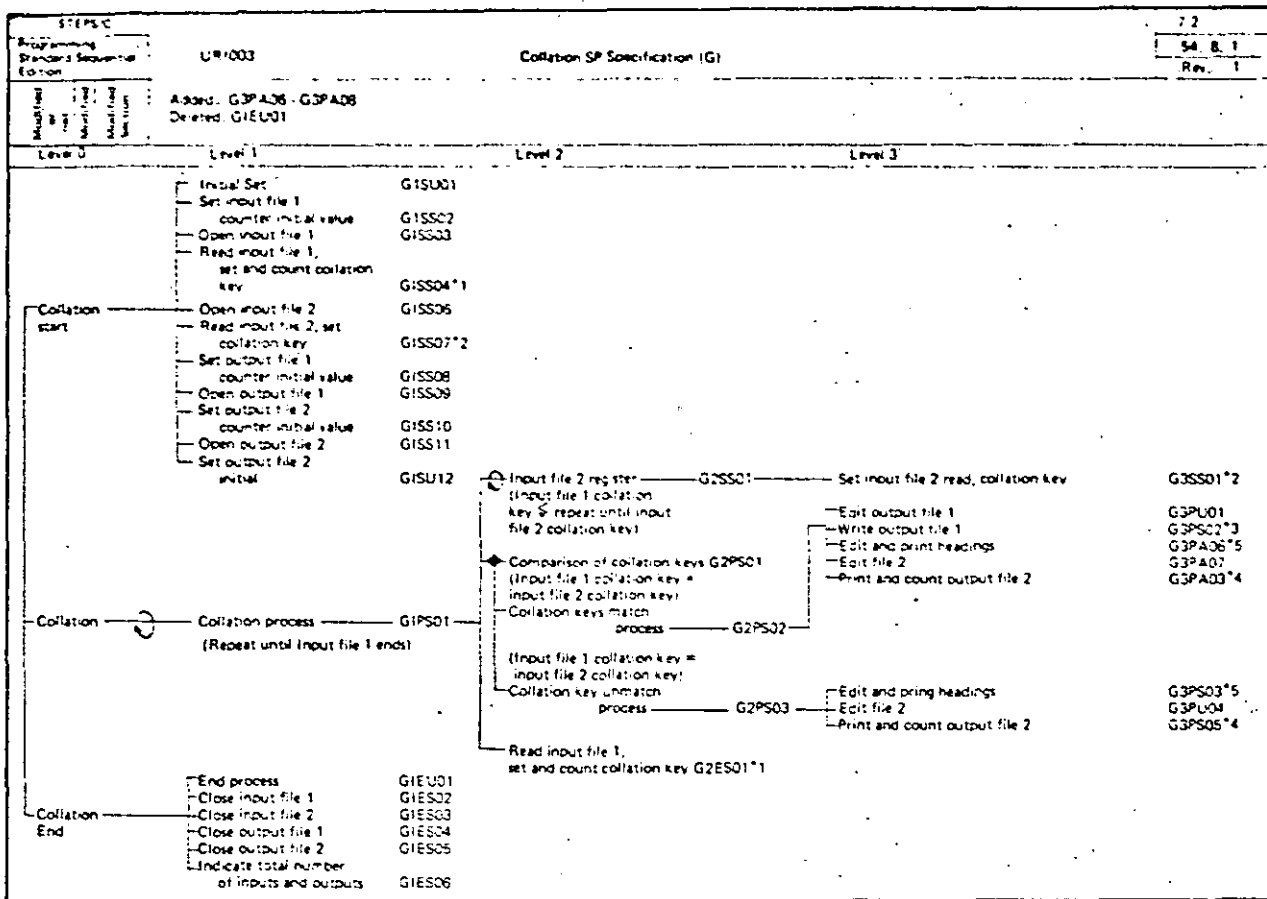 STEPS/C
7.2
Programming
Standard Sequential
Edition
UR1003
Collation SP Specification (G)
54. 8. 1
Rev. 1
Modified
or not
Modified
Modified
Section
Added: G3PA06 - G3PA08
Deleted: G1EU01
Level 0 Level 1 Level 2 Level 3
Initial Set G1SU01
Set input file 1
counter initial value G1SS02
Open input file 1 G1SS03
Read input file 1,
set and count collation
key G1SS04*1
Collation
start
Open input file 2 G1SS06
Read input file 2, set
collation key G1SS07*2
Set output file 1
counter initial value G1SS08
Open output file 1 G1SS09
Set output file 2
counter initial value G1SS10
Open output file 2 G1SS11
Set output file 2
initial G1SU12
Input file 2 register G2SS01 Set input file 2 read, collation key G3SS01*2
(Input file 1 collation
key ≦ repeat until input
file 2 collation key)
Edit output file 1 G3PU01
Write output file 1 G3PS02*3
Edit and print headings G3PA06*5
Edit file 2 G3PA07
Print and count output file 2 G3PA03*4
Comparison of collation keys G2PS01
(Input file 1 collation key =
input file 2 collation key)
Collation keys match
process G2PS02
Collation Collation process G1PS01
(Repeat until Input file 1 ends)
(Input file 1 collation key ≠
input file 2 collation key)
Collation key unmatch
process G2PS03
Edit and pring headings G3PS03*5
Edit file 2 G3PU04
Print and count output file 2 G3PS05*4
Read input file 1,
set and count collation key G2ES01*1
End process G1EU01
Close input file 1 G1ES02
Collation
End
Close input file 2 G1ES03
Close output file 1 G1ES04
Close output file 2 G1ES05
Indicate total number
of inputs and outputs G1ES06